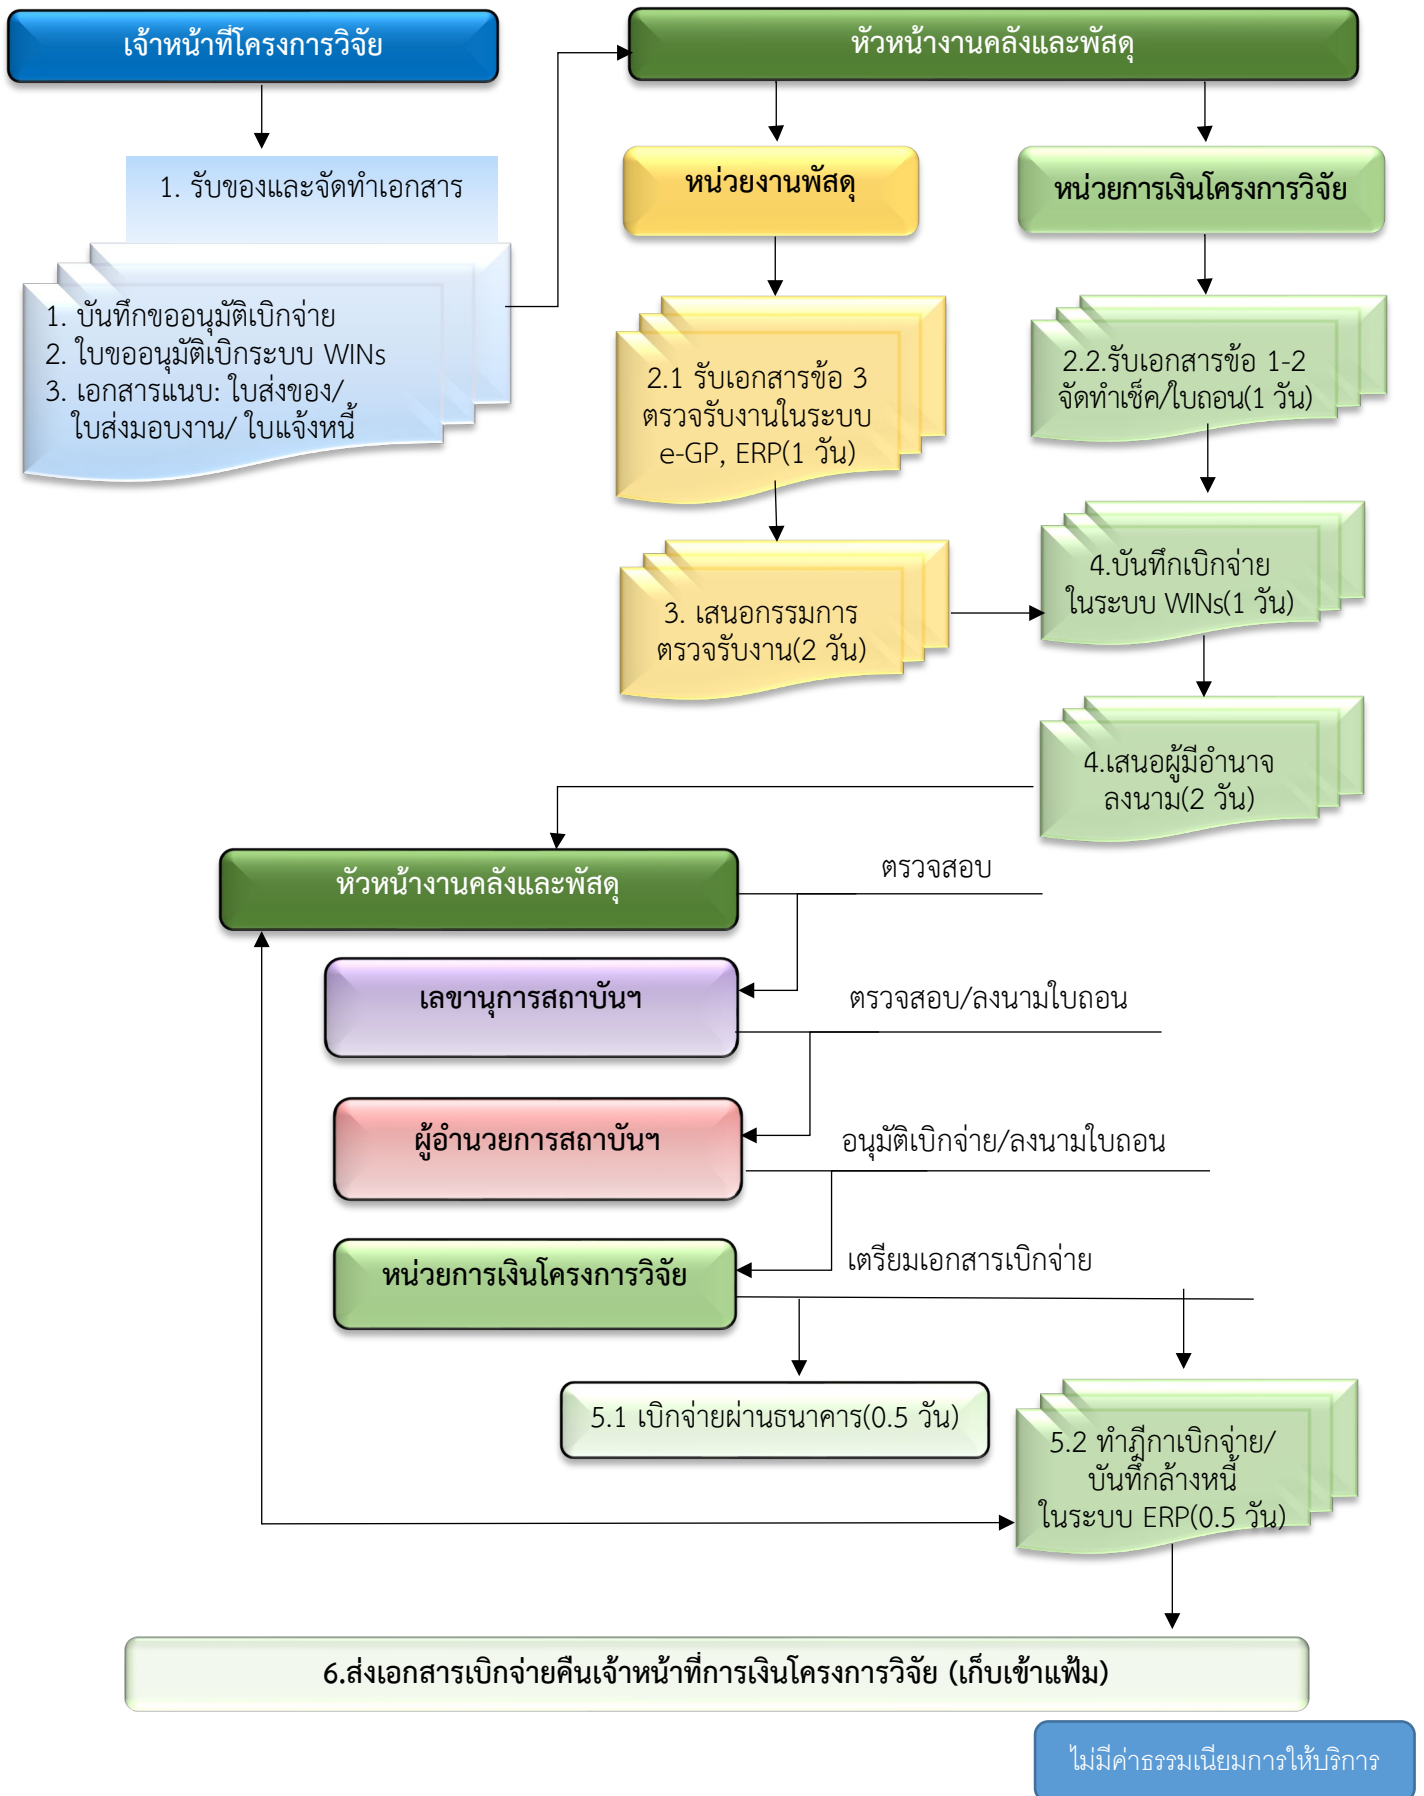 เจ้าหน้าที่โครงการวิจัย
หัวหน้างานคลังและพัสดุ
1. รับของและจัดทำเอกสาร
หน่วยงานพัสดุ
หน่วยการเงินโครงการวิจัย
1. บันทึกขออนุมัติเบิกจ่าย
2. ใบขออนุมัติเบิกระบบ WINs
3. เอกสารแนบ: ใบส่งของ/
ใบส่งมอบงาน/ ใบแจ้งหนี้
2.1 รับเอกสารข้อ 3
ตรวจรับงานในระบบ
e-GP, ERP(1 วัน)
2.2.รับเอกสารข้อ 1-2
จัดทำเช็ค/ใบถอน(1 วัน)
3. เสนอกรรมการ
ตรวจรับงาน(2 วัน)
4.บันทึกเบิกจ่าย
ในระบบ WINs(1 วัน)
4.เสนอผู้มีอำนาจ
ลงนาม(2 วัน)
หัวหน้างานคลังและพัสดุ
ตรวจสอบ
เลขานุการสถาบันฯ
ตรวจสอบ/ลงนามใบถอน
ผู้อำนวยการสถาบันฯ
อนุมัติเบิกจ่าย/ลงนามใบถอน
หน่วยการเงินโครงการวิจัย
เตรียมเอกสารเบิกจ่าย
5.1 เบิกจ่ายผ่านธนาคาร(0.5 วัน)
5.2 ทำฎีกาเบิกจ่าย/
บันทึกล้างหนี้
ในระบบ ERP(0.5 วัน)
6.ส่งเอกสารเบิกจ่ายคืนเจ้าหน้าที่การเงินโครงการวิจัย (เก็บเข้าแฟ้ม)
ไม่มีค่าธรรมเนียมการให้บริการ